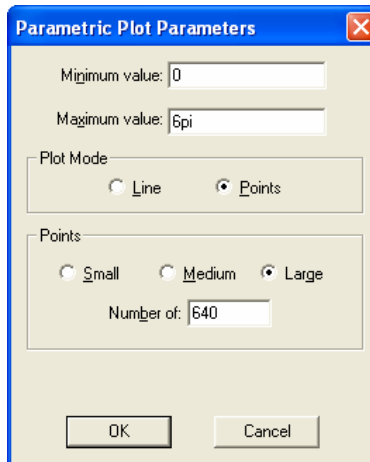 Parametric Plot Parameters
Minimum value: 0
Maximum value: 6pi
Plot Mode
Line Points
Points
Small Medium Large
Number of: 640
OK Cancel